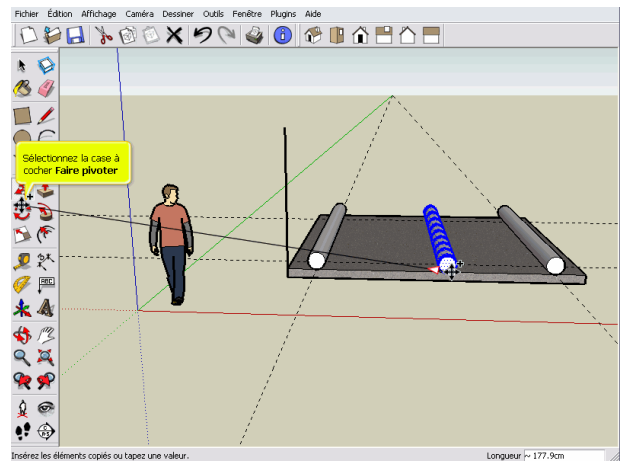 Fichier Édition Affichage Caméra Dessiner Outils Fenêtre Plugins Aide
Sélectionnez la case à
cocher Faire pivoter
ABC
A
Insérez les éléments copiés ou tapez une valeur.
Longueur ~ 177.9cm